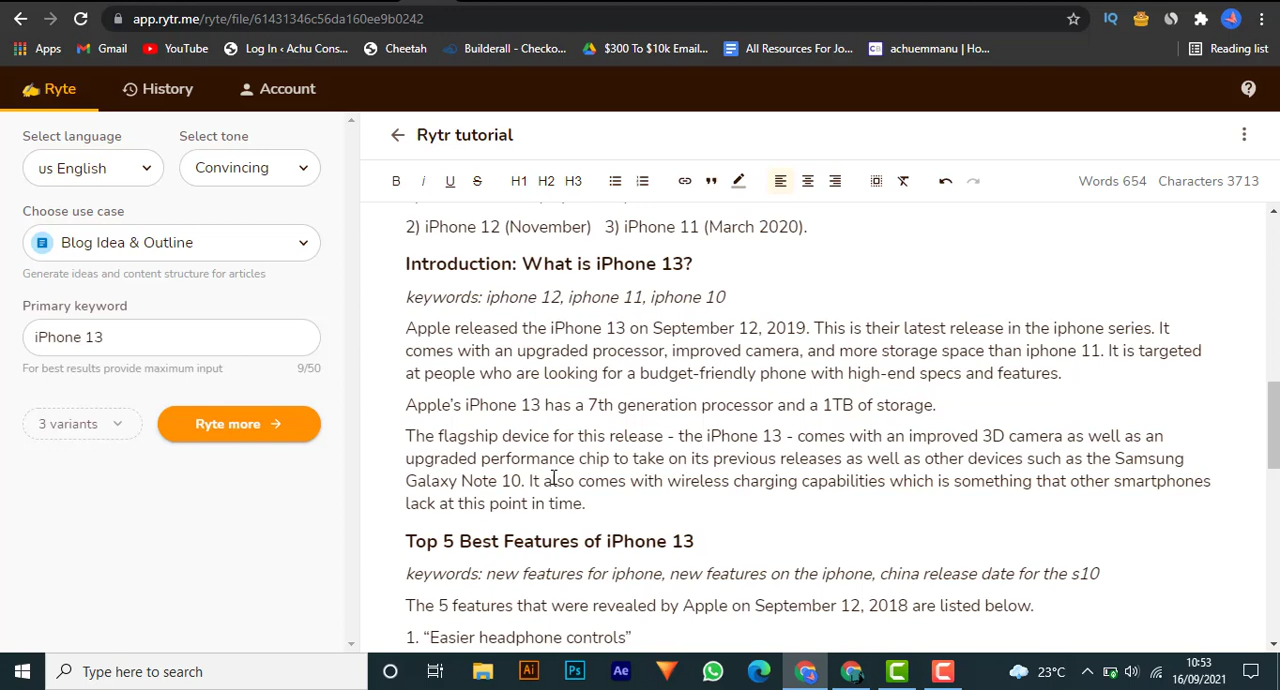 app.rytr.me/ryte/file/61431346c56da160ee9b0242
Apps
Gmail
YouTube
Log In ‹ Achu Cons...
Cheetah
Builderall - Checko...
$300 To $10k Email...
All Resources For Jo...
achuemmanu | Ho...
Reading list
Ryte
History
Account
Select language
Select tone
us English
Convincing
Choose use case
Blog Idea & Outline
Generate ideas and content structure for articles
Primary keyword
iPhone 13
For best results provide maximum input
9/50
3 variants
Ryte more
Rytr tutorial
B i U S H1 H2 H3
Words 654 Characters 3713
2) iPhone 12 (November) 3) iPhone 11 (March 2020).
Introduction: What is iPhone 13?
keywords: iphone 12, iphone 11, iphone 10
Apple released the iPhone 13 on September 12, 2019. This is their latest release in the iphone series. It
comes with an upgraded processor, improved camera, and more storage space than iphone 11. It is targeted
at people who are looking for a budget-friendly phone with high-end specs and features.
Apple's iPhone 13 has a 7th generation processor and a 1TB of storage.
The flagship device for this release - the iPhone 13 - comes with an improved 3D camera as well as an
upgraded performance chip to take on its previous releases as well as other devices such as the Samsung
Galaxy Note 10. It also comes with wireless charging capabilities which is something that other smartphones
lack at this point in time.
Top 5 Best Features of iPhone 13
keywords: new features for iphone, new features on the iphone, china release date for the s10
The 5 features that were revealed by Apple on September 12, 2018 are listed below.
1. “Easier headphone controls”
Type here to search
Ai
Ps
Ae
23°C
10:53
16/09/2021